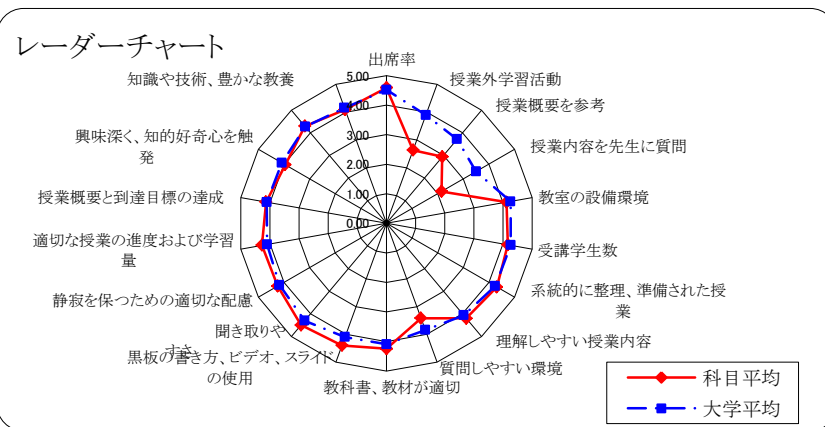 レーダーチャート
出席率
授業外学習活動
授業概要を参考
授業内容を先生に質問
教室の設備環境
受講学生数
系統的に整理、準備された授
業
理解しやすい授業内容
質問しやすい環境
教科書、教材が適切
黒板の書き方、ビデオ、スライド
の使用
聞き取りや
すさ
静寂を保つための適切な配慮
適切な授業の進度および学習
量
授業概要と到達目標の達成
興味深く、知的好奇心を触
発
知識や技術、豊かな教養
5.00
4.00
3.00
2.00
1.00
0.00
科目平均
大学平均